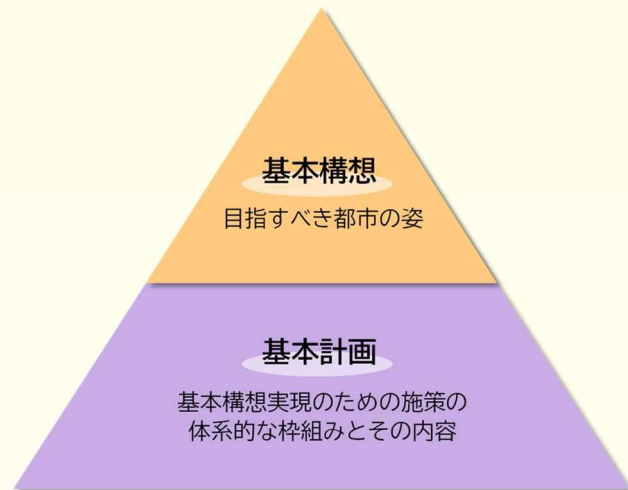 基本構想
目指すべき都市の姿
基本計画
基本構想実現のための施策の
体系的な枠組みとその内容